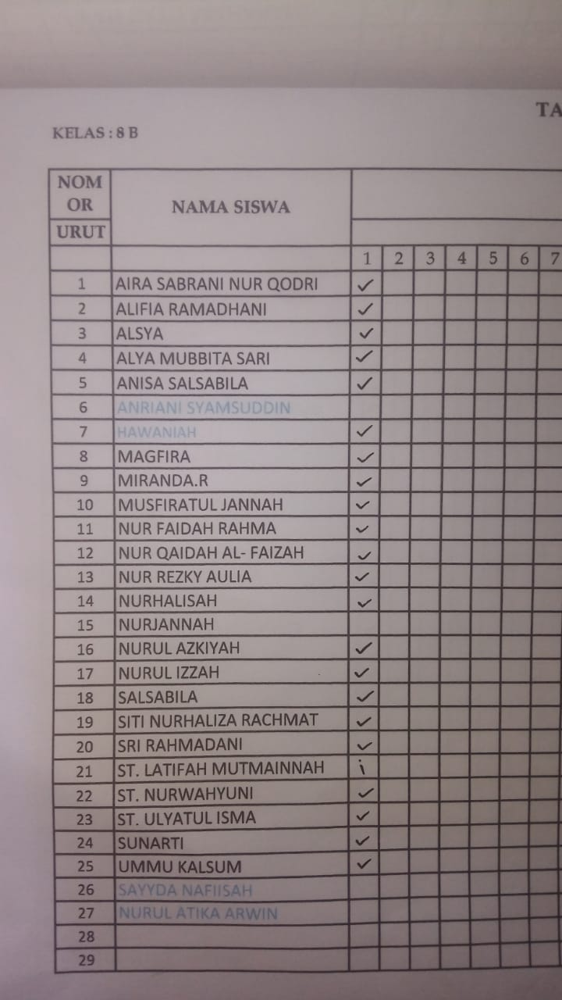 TA
KELAS : 8 B
NOM
OR
URUT
NAMA SISWA
1 2 3 4 5 6 7
1 AIRA SABRANI NUR QODRI ✓
2 ALIFIA RAMADHANI ✓
3 ALSYA ✓
4 ALYA MUBBITA SARI ✓
5 ANISA SALSABILA ✓
6 ANRIANI SYAMSUDDIN
7 HAWANIAH ✓
8 MAGFIRA ✓
9 MIRANDA.R ✓
10 MUSFIRATUL JANNAH ✓
11 NUR FAIDAH RAHMA ✓
12 NUR QAIDAH AL- FAIZAH ✓
13 NUR REZKY AULIA ✓
14 NURHALISAH ✓
15 NURJANNAH
16 NURUL AZKIYAH ✓
17 NURUL IZZAH ✓
18 SALSABILA ✓
19 SITI NURHALIZA RACHMAT ✓
20 SRI RAHMADANI ✓
21 ST. LATIFAH MUTMAINNAH i
22 ST. NURWAHYUNI ✓
23 ST. ULYATUL ISMA ✓
24 SUNARTI ✓
25 UMMU KALSUM ✓
26 SAYYDA NAFIISAH
27 NURUL ATIKA ARWIN
28
29